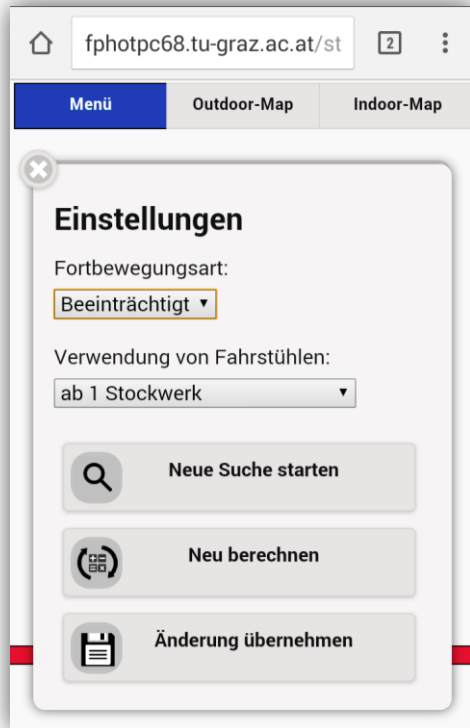 fphotpc68.tu-graz.ac.at/st
2
Menü
Outdoor-Map
Indoor-Map
Einstellungen
Fortbewegungsart:
Beeinträchtigt
Verwendung von Fahrstühlen:
ab 1 Stockwerk
Neue Suche starten
Neu berechnen
Änderung übernehmen